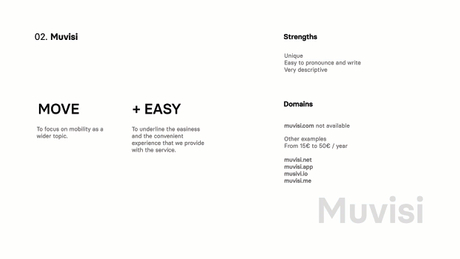 02. Muvisi
MOVE
To focus on mobility as a
wider topic.
+ EASY
To underline the easiness
and the convenient
experience that we provide
with the service.
Strengths
Unique
Easy to pronounce and write
Very descriptive
Domains
muvisi.com not available
Other examples
From 15€ to 50€ / year
muvisi.net
muvisi.app
musivi.io
muvisi.me
Muvisi